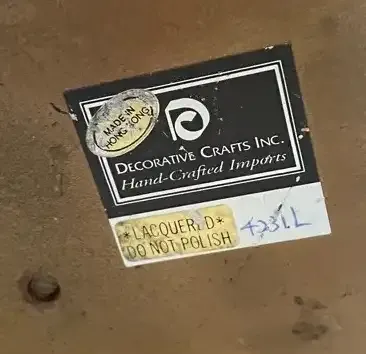 MADE IN
HONG KONG
DECORATIVE CRAFTS INC.
Hand-Crafted Imports
*LACQUERED*
DO NOT POLISH
4231L